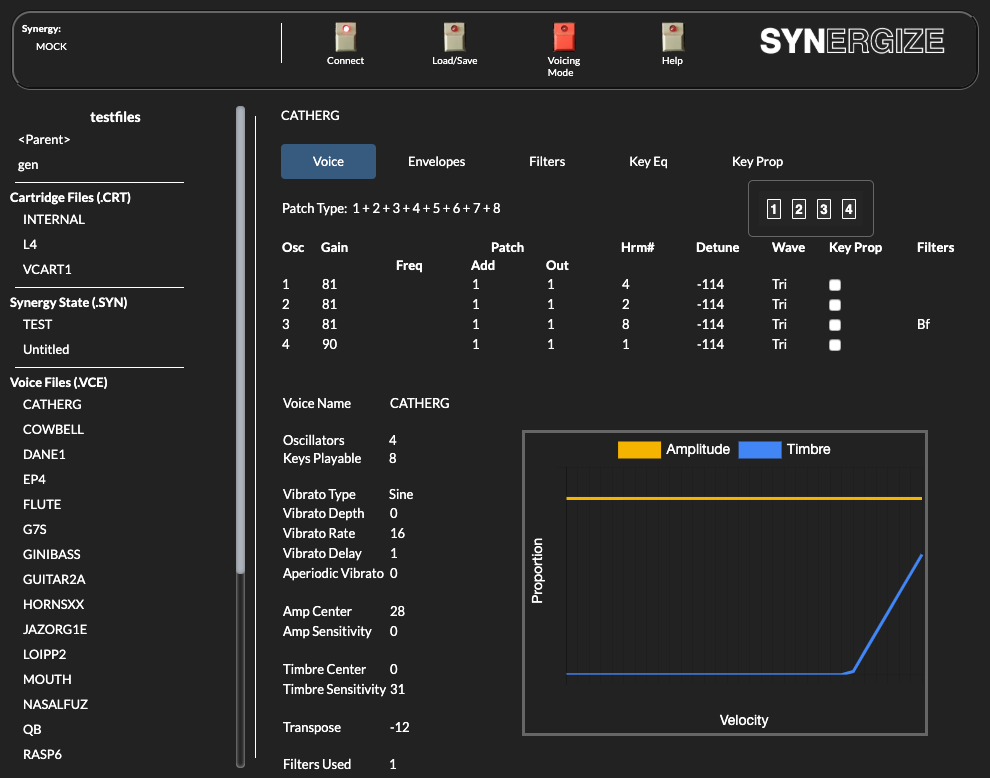 Synergy:
MOCK
Connect
Load/Save
Voicing
Mode
Help
SYNERGIZE
testfiles
<Parent>
gen
Cartridge Files (.CRT)
INTERNAL
L4
VCART1
Synergy State (.SYN)
TEST
Untitled
Voice Files (.VCE)
CATHERG
COWBELL
DANE1
EP4
FLUTE
G7S
GINIBASS
GUITAR2A
HORNSXX
JAZORG1E
LOIPP2
MOUTH
NASALFUZ
QB
RASP6
CATHERG
Voice Envelopes Filters Key Eq Key Prop
Patch Type: 1 + 2 + 3 + 4 + 5 + 6 + 7 + 8
1 2 3 4
Osc Gain Patch Hrm# Detune Wave Key Prop Filters
Freq Add Out
1 81 1 1 4 -114 Tri
2 81 1 1 2 -114 Tri
3 81 1 1 8 -114 Tri Bf
4 90 1 1 1 -114 Tri
Voice Name CATHERG
Oscillators 4
Keys Playable 8
Vibrato Type Sine
Vibrato Depth 0
Vibrato Rate 16
Vibrato Delay 1
Aperiodic Vibrato 0
Amp Center 28
Amp Sensitivity 0
Timbre Center 0
Timbre Sensitivity 31
Transpose -12
Filters Used 1
Amplitude Timbre
Proportion
Velocity